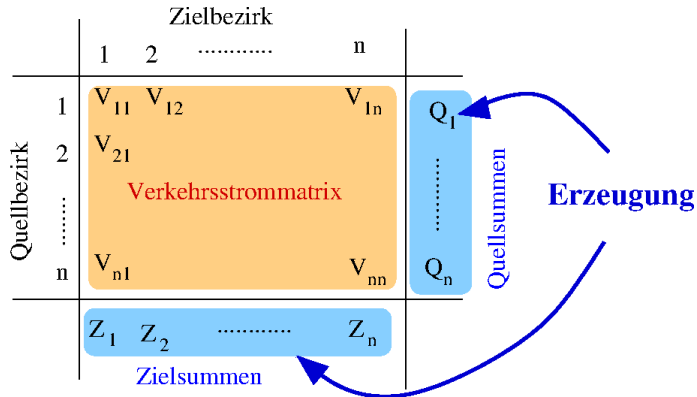 Zielbezirk
1 2 ............ n
Quellbezirk
1 V11 V12 V1n Q1
2 V21
Verkehrsstrommatrix
Erzeugung
Quellsummen
.........
n Vn1 Vnn Qn
Z1 Z2 ............ Zn
Zielsummen